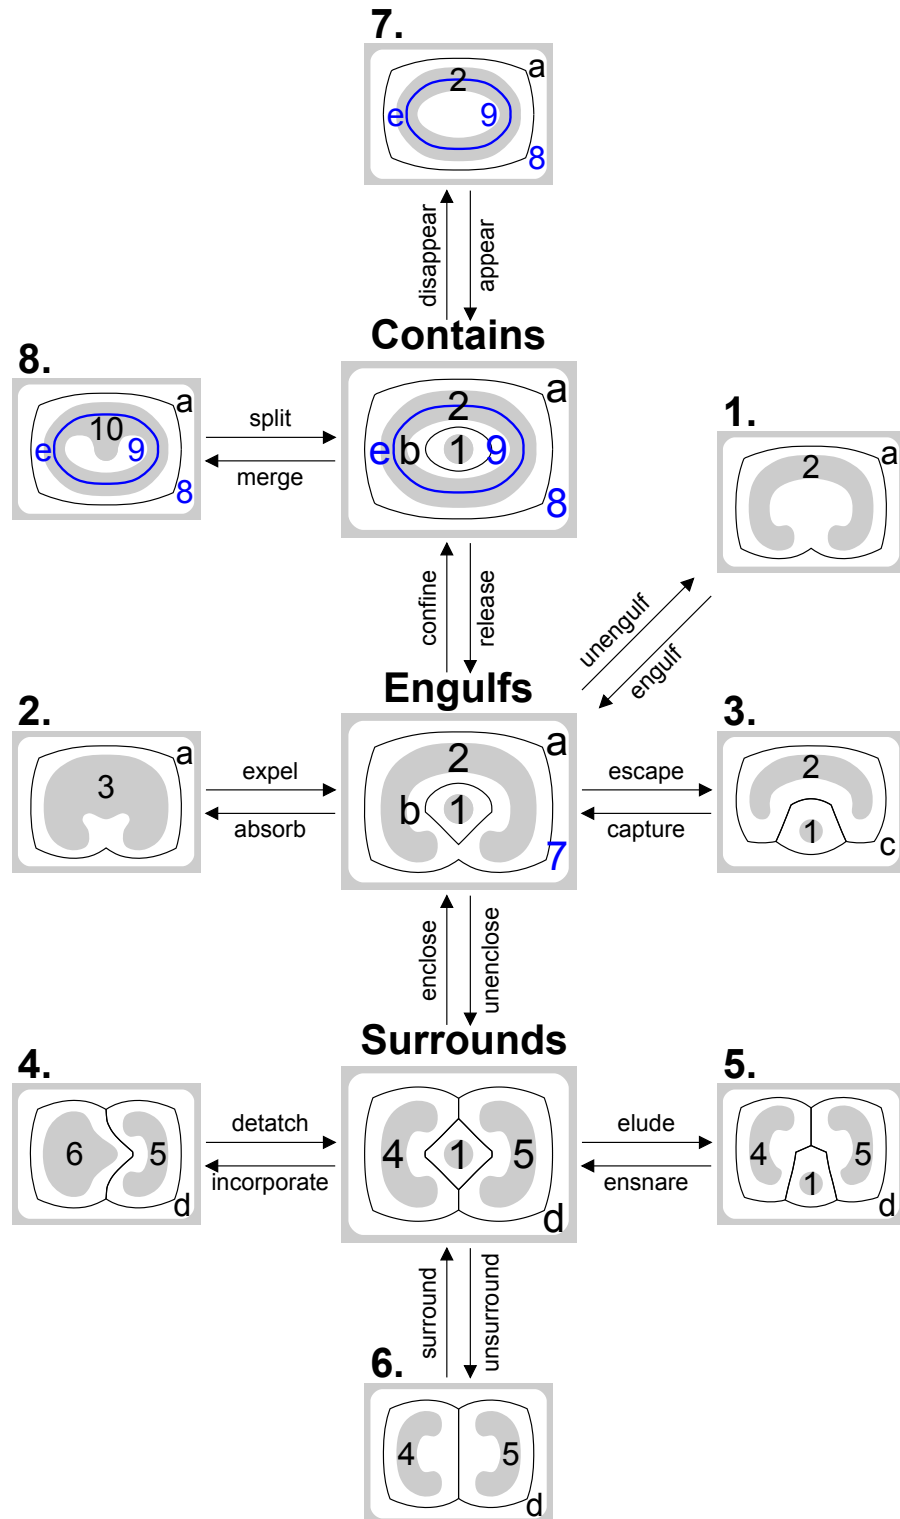 7.
2
a
e
9
8
disappear
appear
Contains
8.
a
10
e
9
8
split
merge
2
a
e
b
1
9
8
1.
2
a
confine
release
unengulf
engulf
Engulfs
2.
a
3
expel
absorb
2
a
b
1
7
escape
capture
3.
2
1
c
enclose
unenclose
Surrounds
4.
6
5
d
detatch
incorporate
4
1
5
d
elude
ensnare
5.
4
5
1
d
surround
unsurround
6.
4
5
d